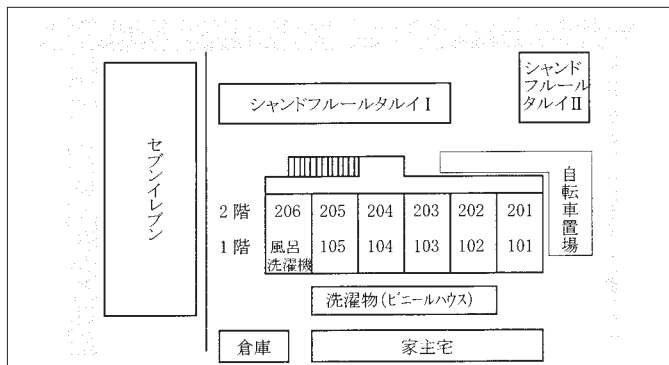 シャンド
フルール
タルイⅡ
シャンドフルールタルイⅠ
セブンイレブン
自転車置場
2階 206 205 204 203 202 201
1階 風呂 105 104 103 102 101
洗濯機
洗濯物(ビニールハウス)
倉庫
家主宅